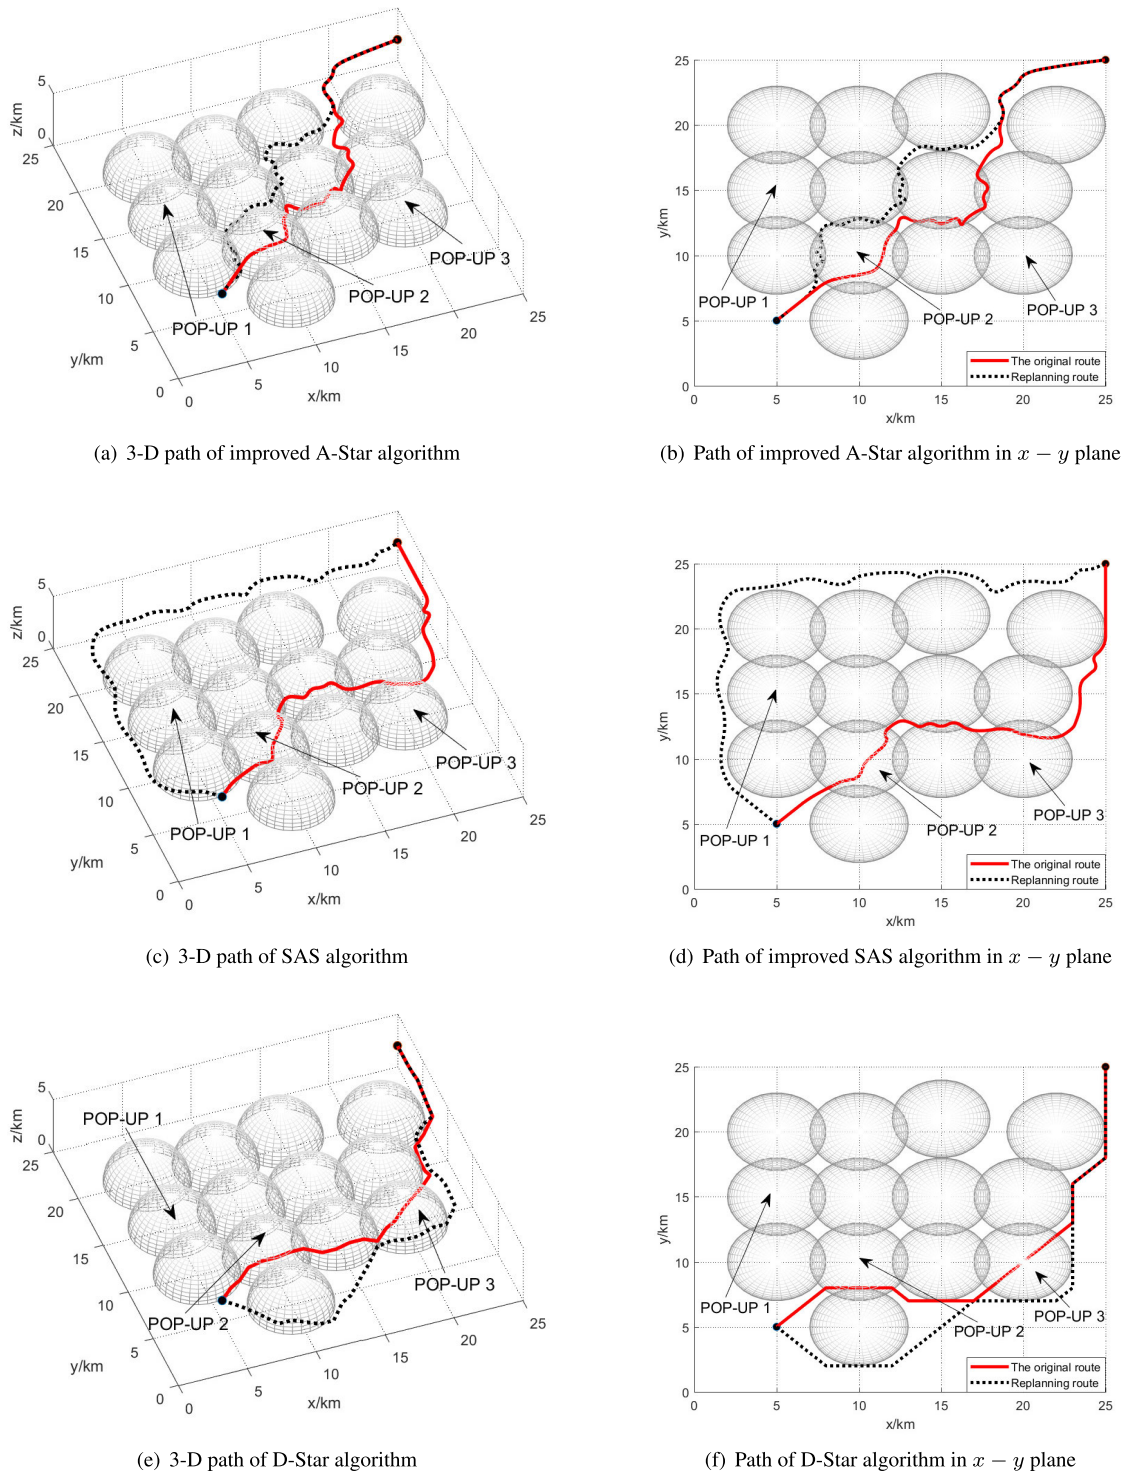 5
z/km
0
25
20
15
10
y/km
5
0
0
5
10
x/km
15
20
25
POP-UP 1
POP-UP 2
POP-UP 3
(a) 3-D path of improved A-Star algorithm
25
20
15
y/km
10
5
0
0
5
10
15
20
25
x/km
POP-UP 1
POP-UP 2
POP-UP 3
The original route
Replanning route
(b) Path of improved A-Star algorithm in x − y plane
5
z/km
0
25
20
15
10
y/km
5
0
0
5
10
x/km
15
20
25
POP-UP 1
POP-UP 2
POP-UP 3
(c) 3-D path of SAS algorithm
25
20
15
y/km
10
5
0
0
5
10
15
20
25
x/km
POP-UP 1
POP-UP 2
POP-UP 3
The original route
Replanning route
(d) Path of improved SAS algorithm in x − y plane
5
z/km
0
25
20
15
10
y/km
5
0
0
5
10
x/km
15
20
25
POP-UP 1
POP-UP 2
POP-UP 3
(e) 3-D path of D-Star algorithm
25
20
15
y/km
10
5
0
0
5
10
15
20
25
x/km
POP-UP 1
POP-UP 2
POP-UP 3
The original route
Replanning route
(f) Path of D-Star algorithm in x − y plane